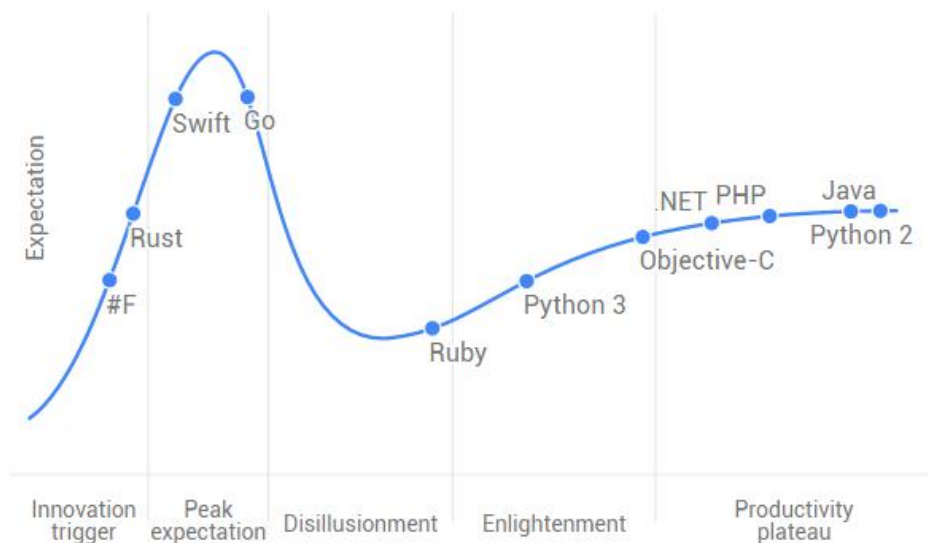 Expectation
Swift Go
Rust
#F
Ruby
Python 3
.NET PHP
Objective-C
Java
Python 2
Innovation
trigger
Peak
expectation
Disillusionment
Enlightenment
Productivity
plateau